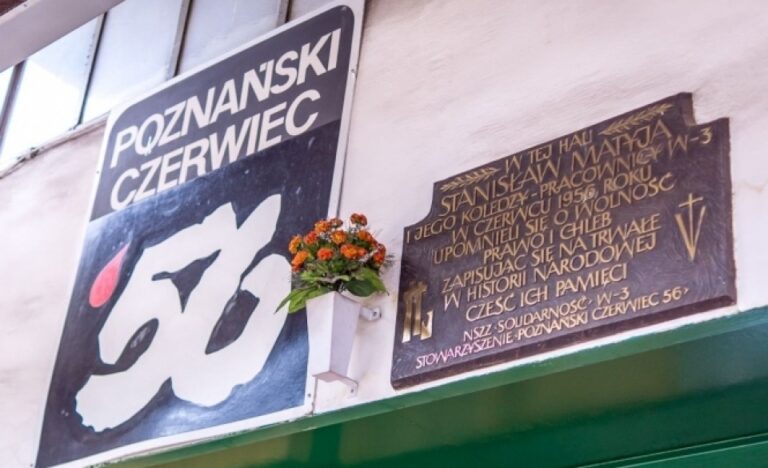 POZNAŃSKI
CZERWIEC
56
W TEJ HALI
STANISŁAW MATYJA
I JEGO KOLEDZY-PRACOWNICY W-3
W CZERWCU 1956 ROKU
UPOMNIELI SIĘ O WOLNOŚĆ
PRAWO I CHLEB
ZAPISUJĄC SIĘ NA TRWAŁE
W HISTORII NARODOWEJ
CZEŚĆ ICH PAMIĘCI
NSZZ ‹SOLIDARNOŚĆ› W-3
STOWARZYSZENIE ‹POZNAŃSKI CZERWIEC 56›